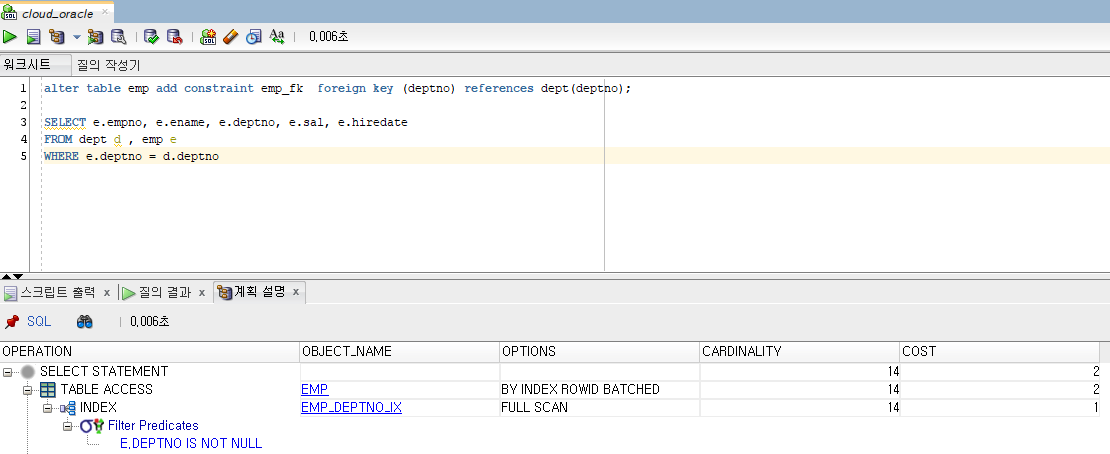 cloud_oracle
0,006초
워크시트 질의 작성기
1 alter table emp add constraint emp_fk  foreign key (deptno) references dept(deptno);
2
3 SELECT e.empno, e.ename, e.deptno, e.sal, e.hiredate
4 FROM dept d , emp e
5 WHERE e.deptno = d.deptno
스크립트 출력 x 질의 결과 x 계획 설명 x
SQL 0,006초
OPERATION OBJECT_NAME OPTIONS CARDINALITY COST
SELECT STATEMENT 14 2
TABLE ACCESS EMP BY INDEX ROWID BATCHED 14 2
INDEX EMP_DEPTNO_IX FULL SCAN 14 1
Filter Predicates
E,DEPTNO IS NOT NULL